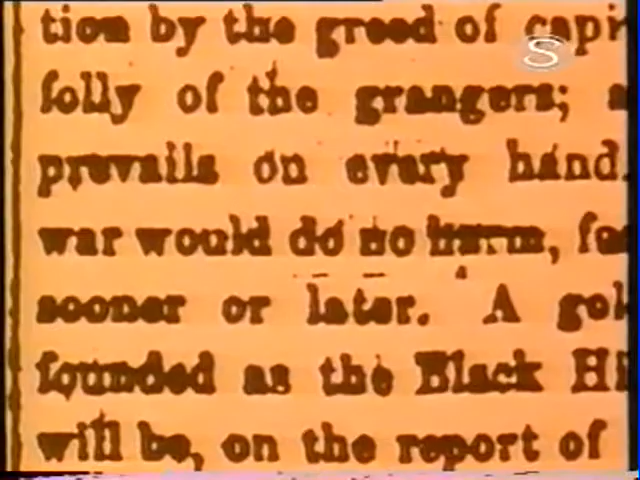 tion by the greed of capi
S
folly of the grangers; a
prevails on every hand.
war would do no harm, fo
sooner or later. A gol
founded as the Black Hi
will be, on the report of